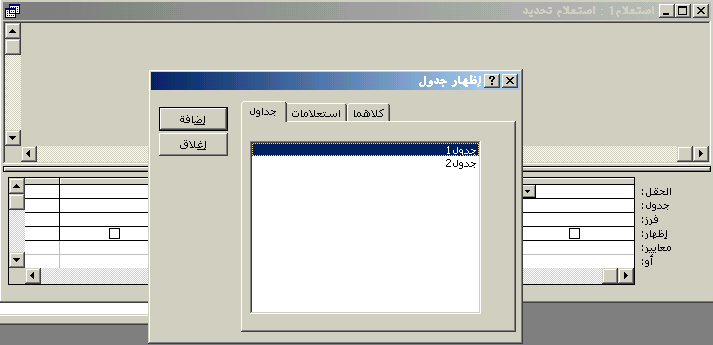 استعلام1 : استعلام تحديد
إظهار جدول
جداول
استعلامات
كلاهما
إضافة
إغلاق
جدول1
جدول2
الحقل:
جدول:
فرز:
إظهار:
معايير:
أو: